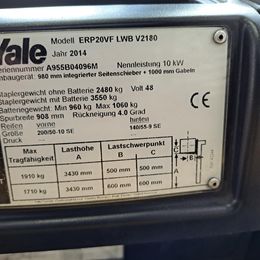 Yale
Modell ERP20VF LWB V2180
Jahr 2014
Seriennummer A955B04096M Nennleistung 10 kW
Anbaugerät: 980 mm integrierter Seitenschieber + 1000 mm Gabeln
Staplergewicht ohne Batterie 2480 kg Volt 48
Staplergewicht mit Batterie 3550 kg
Batteriegewicht: Min 960 kg Max 1060 kg
Spurbreite 908 mm Rückneigung 4.0 Grad
Reifen vorne hinten
200/50-10 SE 140/55-9 SE
Druck
Max Tragfähigkeit Lasthöhe A Lastschwerpunkt B C
1910 kg 3430 mm 500 mm 500 mm
1710 kg 3430 mm 600 mm 600 mm